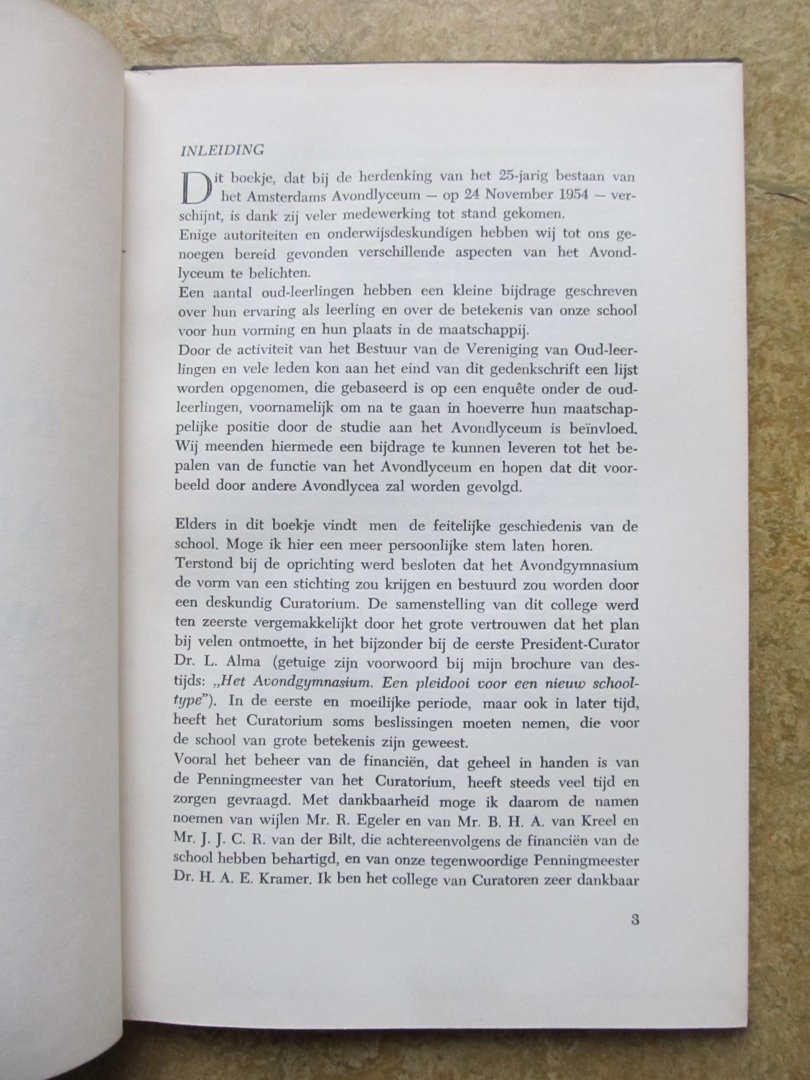 INLEIDING
Dit boekje, dat bij de herdenking van het 25-jarig bestaan van
het Amsterdams Avondlyceum — op 24 November 1954 — ver-
schijnt, is dank zij veler medewerking tot stand gekomen.
Enige autoriteiten en onderwijsdeskundigen hebben wij tot ons ge-
noegen bereid gevonden verschillende aspecten van het Avond-
lyceum te belichten.
Een aantal oud-leerlingen hebben een kleine bijdrage geschreven
over hun ervaring als leerling en over de betekenis van onze school
voor hun vorming en hun plaats in de maatschappij.
Door de activiteit van het Bestuur van de Vereniging van Oud-leer-
lingen en vele leden kon aan het eind van dit gedenkschrift een lijst
worden opgenomen, die gebaseerd is op een enquête onder de oud-
leerlingen, voornamelijk om na te gaan in hoeverre hun maatschap-
pelijke positie door de studie aan het Avondlyceum is beïnvloed.
Wij meenden hiermede een bijdrage te kunnen leveren tot het be-
palen van de functie van het Avondlyceum en hopen dat dit voor-
beeld door andere Avondlycea zal worden gevolgd.
Elders in dit boekje vindt men de feitelijke geschiedenis van de
school. Moge ik hier een meer persoonlijke stem laten horen.
Terstond bij de oprichting werd besloten dat het Avondgymnasium
de vorm van een stichting zou krijgen en bestuurd zou worden door
een deskundig Curatorium. De samenstelling van dit college werd
ten zeerste vergemakkelijkt door het grote vertrouwen dat het plan
bij velen ontmoette, in het bijzonder bij de eerste President-Curator
Dr. L. Alma (getuige zijn voorwoord bij mijn brochure van des-
tijds: „Het Avondgymnasium. Een pleidooi voor een nieuw school-
type”). In de eerste en moeilijke periode, maar ook in later tijd,
heeft het Curatorium soms beslissingen moeten nemen, die voor
de school van grote betekenis zijn geweest.
Vooral het beheer van de financiën, dat geheel in handen is van
de Penningmeester van het Curatorium, heeft steeds veel tijd en
zorgen gevraagd. Met dankbaarheid moge ik daarom de namen
noemen van wijlen Mr. R. Egeler en van Mr. B. H. A. van Kreel en
Mr. J. J. C. R. van der Bilt, die achtereenvolgens de financiën van de
school hebben behartigd, en van onze tegenwoordige Penningmeester
Dr. H. A. E. Kramer. Ik ben het college van Curatoren zeer dankbaar
3